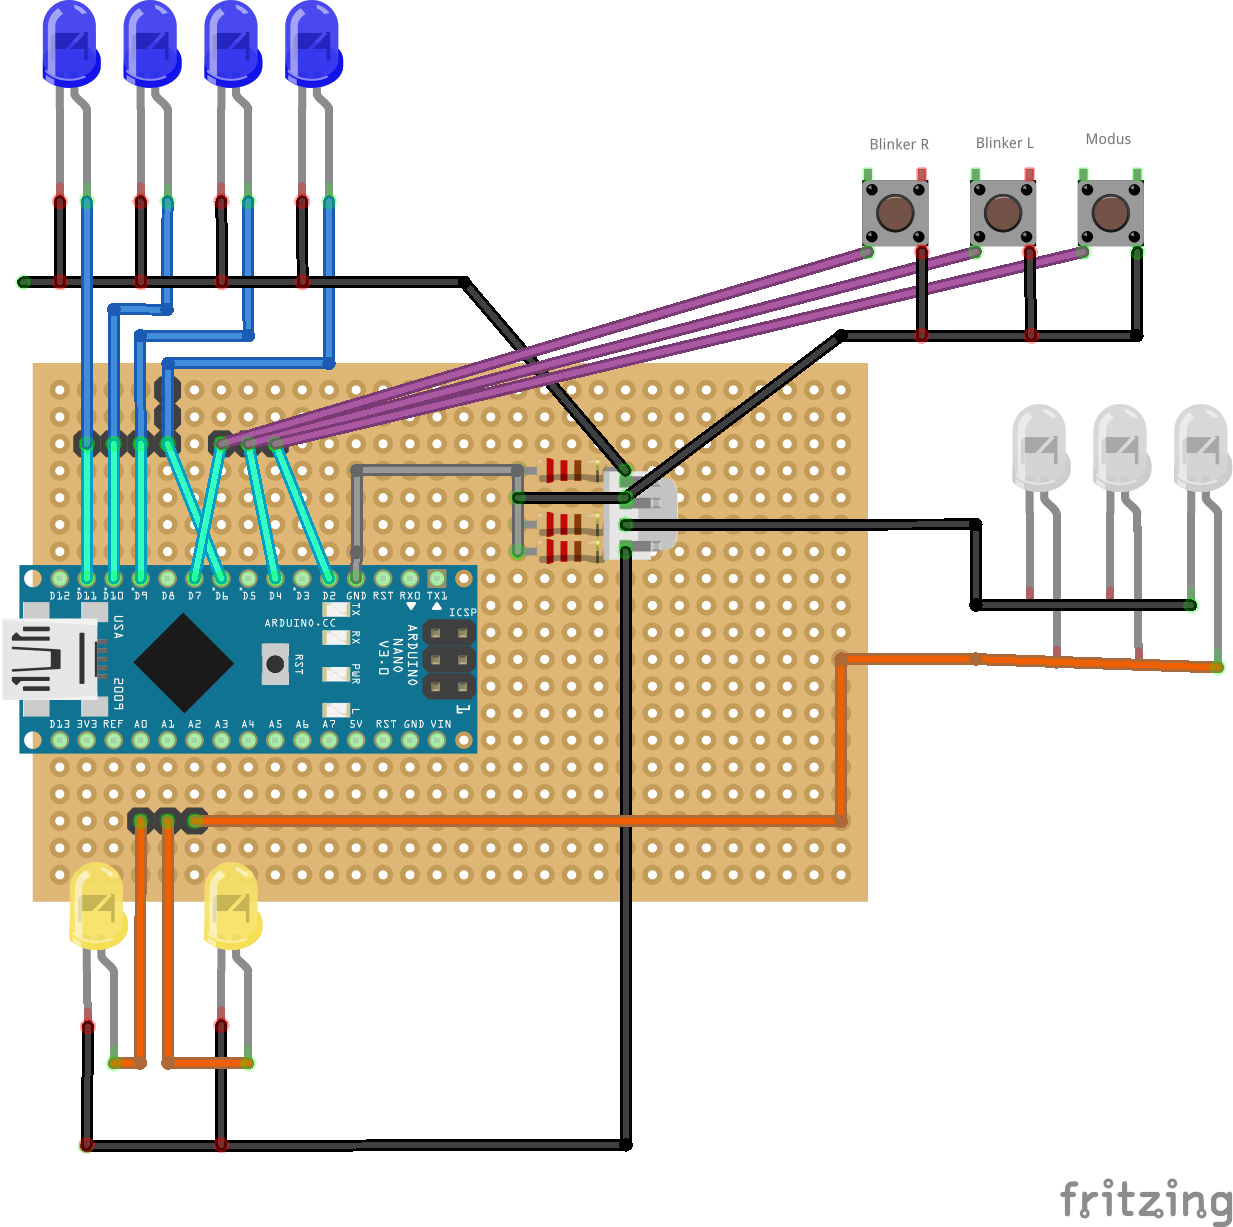 Blinker R
Blinker L
Modus
D12 D11 D10 D9 D8 D7 D6 D5 D4 D3 D2 GND RST RX0 TX1
TX
RX
PWR
L
ARDUINO.CC
RST
ICSP
ARDUINO
NANO
V3.0
1
USA
2009
D13 3V3 REF A0 A1 A2 A3 A4 A5 A6 A7 5V RST GND VIN
fritzing